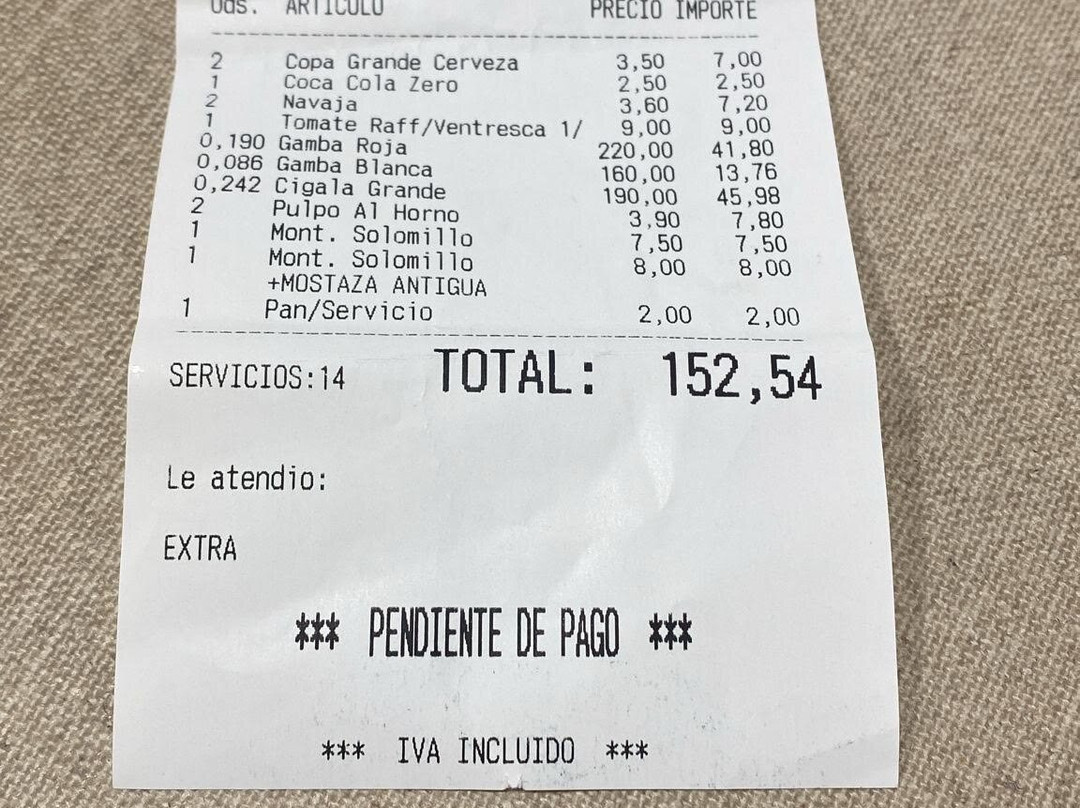 Uds. ARTICULO PRECIO IMPORTE
2 Copa Grande Cerveza 3,50 7,00
1 Coca Cola Zero 2,50 2,50
2 Navaja 3,60 7,20
1 Tomate Raff/Ventresca 1/ 9,00 9,00
0,190 Gamba Roja 220,00 41,80
0,086 Gamba Blanca 160,00 13,76
0,242 Cigala Grande 190,00 45,98
2 Pulpo Al Horno 3,90 7,80
1 Mont. Solomillo 7,50 7,50
1 Mont. Solomillo 8,00 8,00
+MOSTAZA ANTIGUA
1 Pan/Servicio 2,00 2,00
SERVICIOS:14 TOTAL: 152,54
Le atendio:
EXTRA
*** PENDIENTE DE PAGO ***
*** IVA INCLUIDO ***